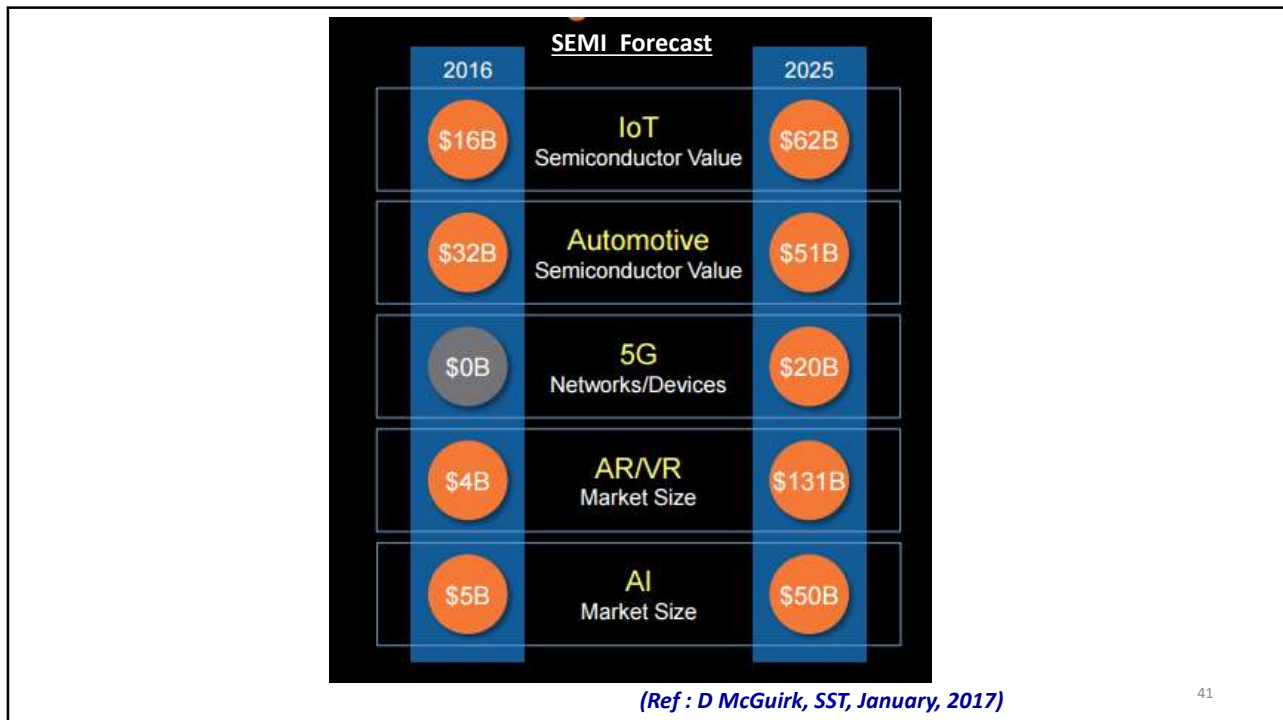 SEMI Forecast
2016 2025
$16B
IoT
Semiconductor Value
$62B
$32B
Automotive
Semiconductor Value
$51B
$0B
5G
Networks/Devices
$20B
$4B
AR/VR
Market Size
$131B
$5B
AI
Market Size
$50B
(Ref : D McGuirk, SST, January, 2017)
41